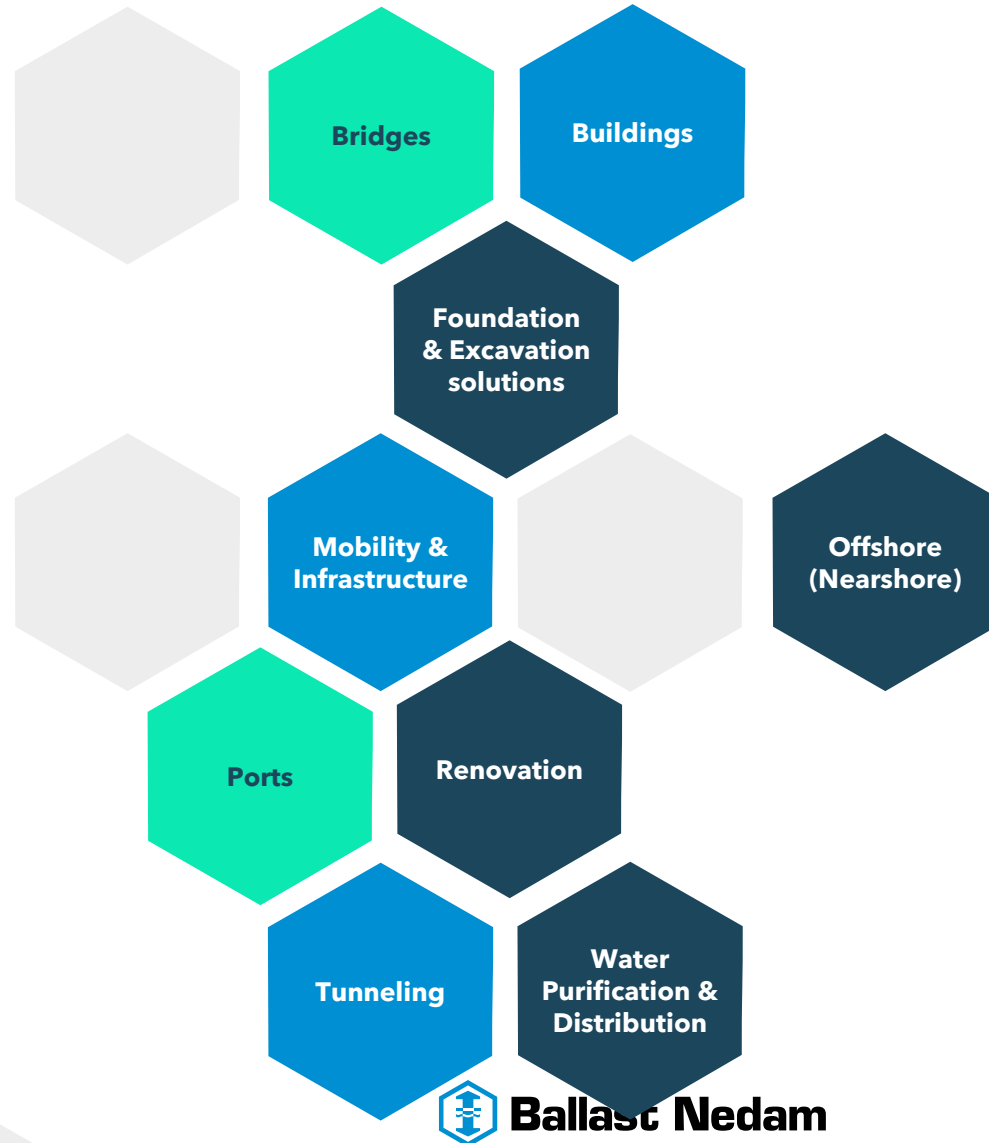 Bridges
Buildings
Foundation
& Excavation
solutions
Mobility &
Infrastructure
Offshore
(Nearshore)
Ports
Renovation
Tunneling
Water
Purification &
Distribution
Ballast Nedam